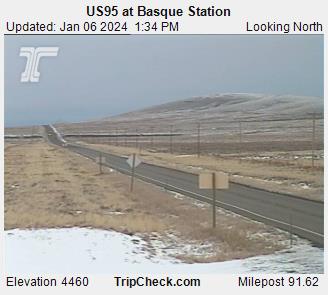 US95 at Basque Station
Updated: Jan 06 2024 1:34 PM Looking North
Elevation 4460 TripCheck.com Milepost 91.62